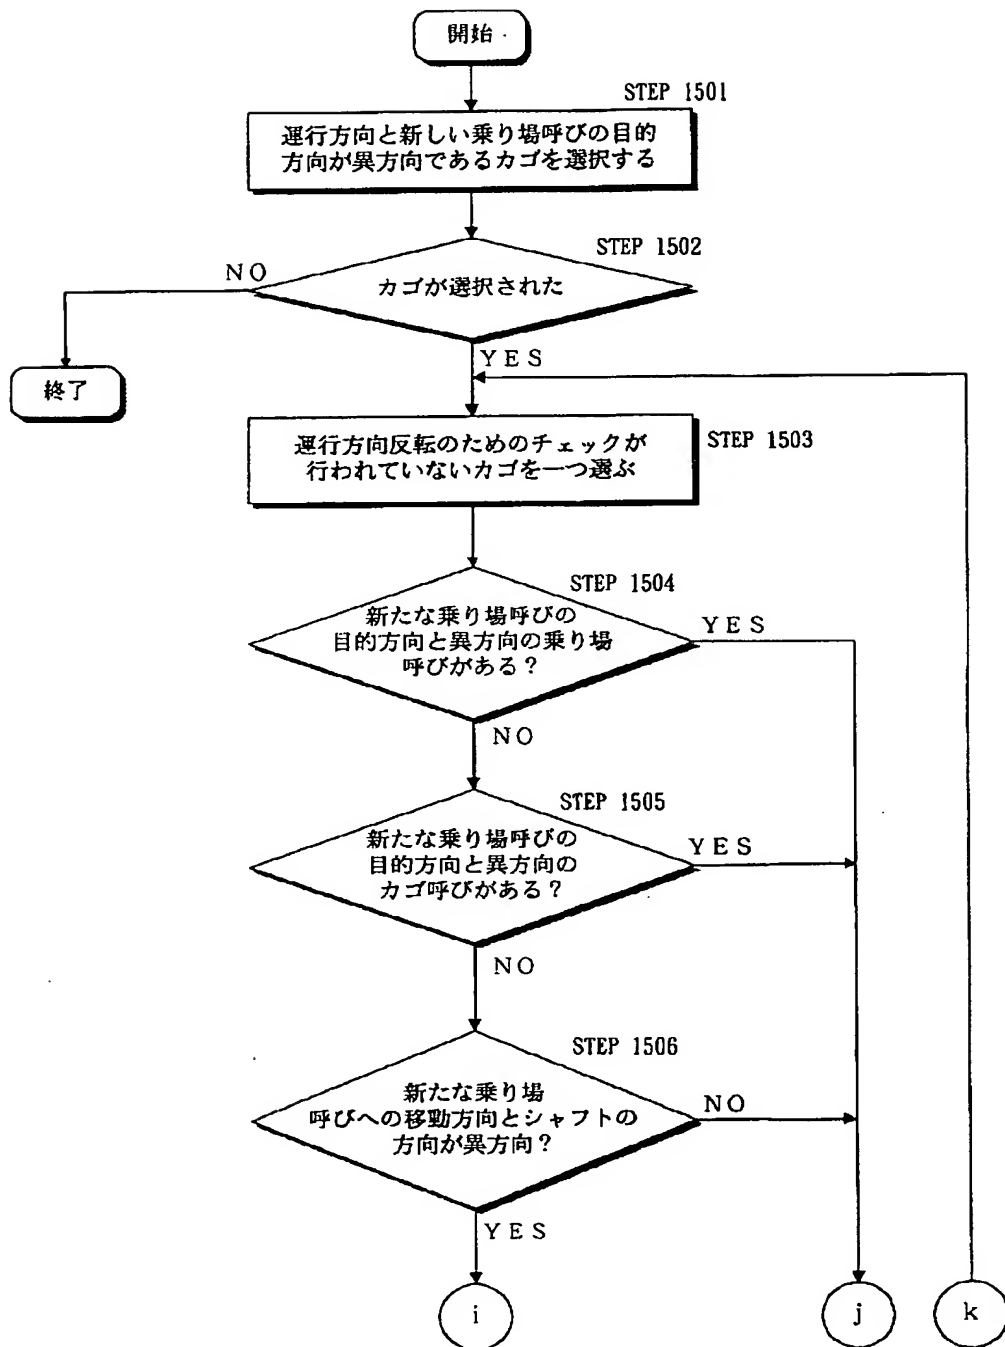 開始
STEP 1501
運行方向と新しい乗り場呼びの目的
方向が異方向であるカゴを選択する
STEP 1502
NO
カゴが選択された
YES
終了
運行方向反転のためのチェックが
行われていないカゴを一つ選ぶ
STEP 1503
STEP 1504
新たな乗り場呼びの
目的方向と異方向の乗り場
呼びがある?
YES
NO
STEP 1505
新たな乗り場呼びの
目的方向と異方向の
カゴ呼びがある?
YES
NO
STEP 1506
新たな乗り場
呼びへの移動方向とシャフトの
方向が異方向?
NO
YES
i
j
k